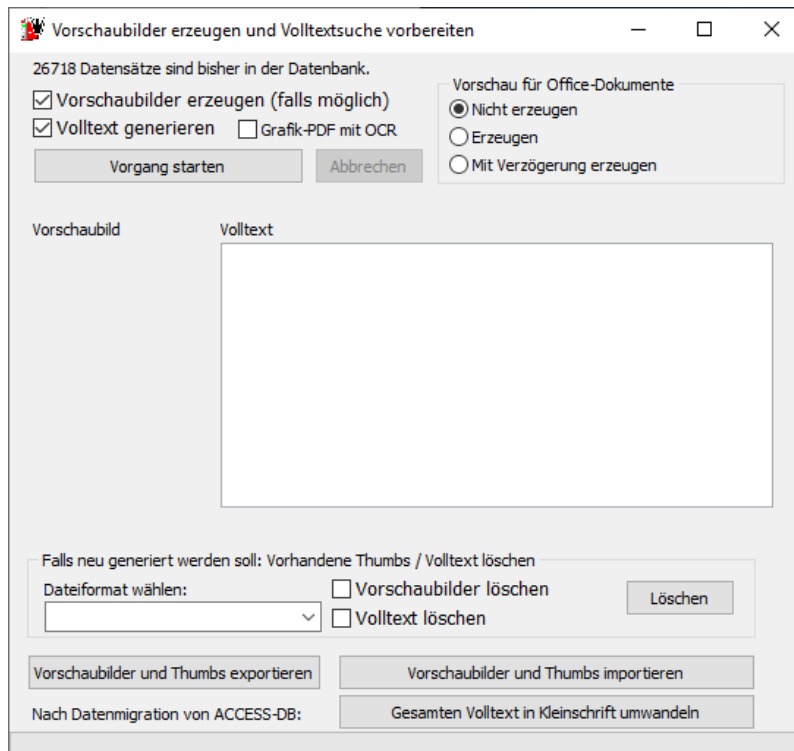 Vorschaubilder erzeugen und Volltextsuche vorbereiten
26718 Datensätze sind bisher in der Datenbank.
Vorschaubilder erzeugen (falls möglich)
Volltext generieren
Grafik-PDF mit OCR
Vorgang starten
Abbrechen
Vorschau für Office-Dokumente
Nicht erzeugen
Erzeugen
Mit Verzögerung erzeugen
Vorschaubild
Volltext
Falls neu generiert werden soll: Vorhandene Thumbs / Volltext löschen
Dateiformat wählen:
Vorschaubilder löschen
Volltext löschen
Löschen
Vorschaubilder und Thumbs exportieren
Vorschaubilder und Thumbs importieren
Nach Datenmigration von ACCESS-DB:
Gesamten Volltext in Kleinschrift umwandeln